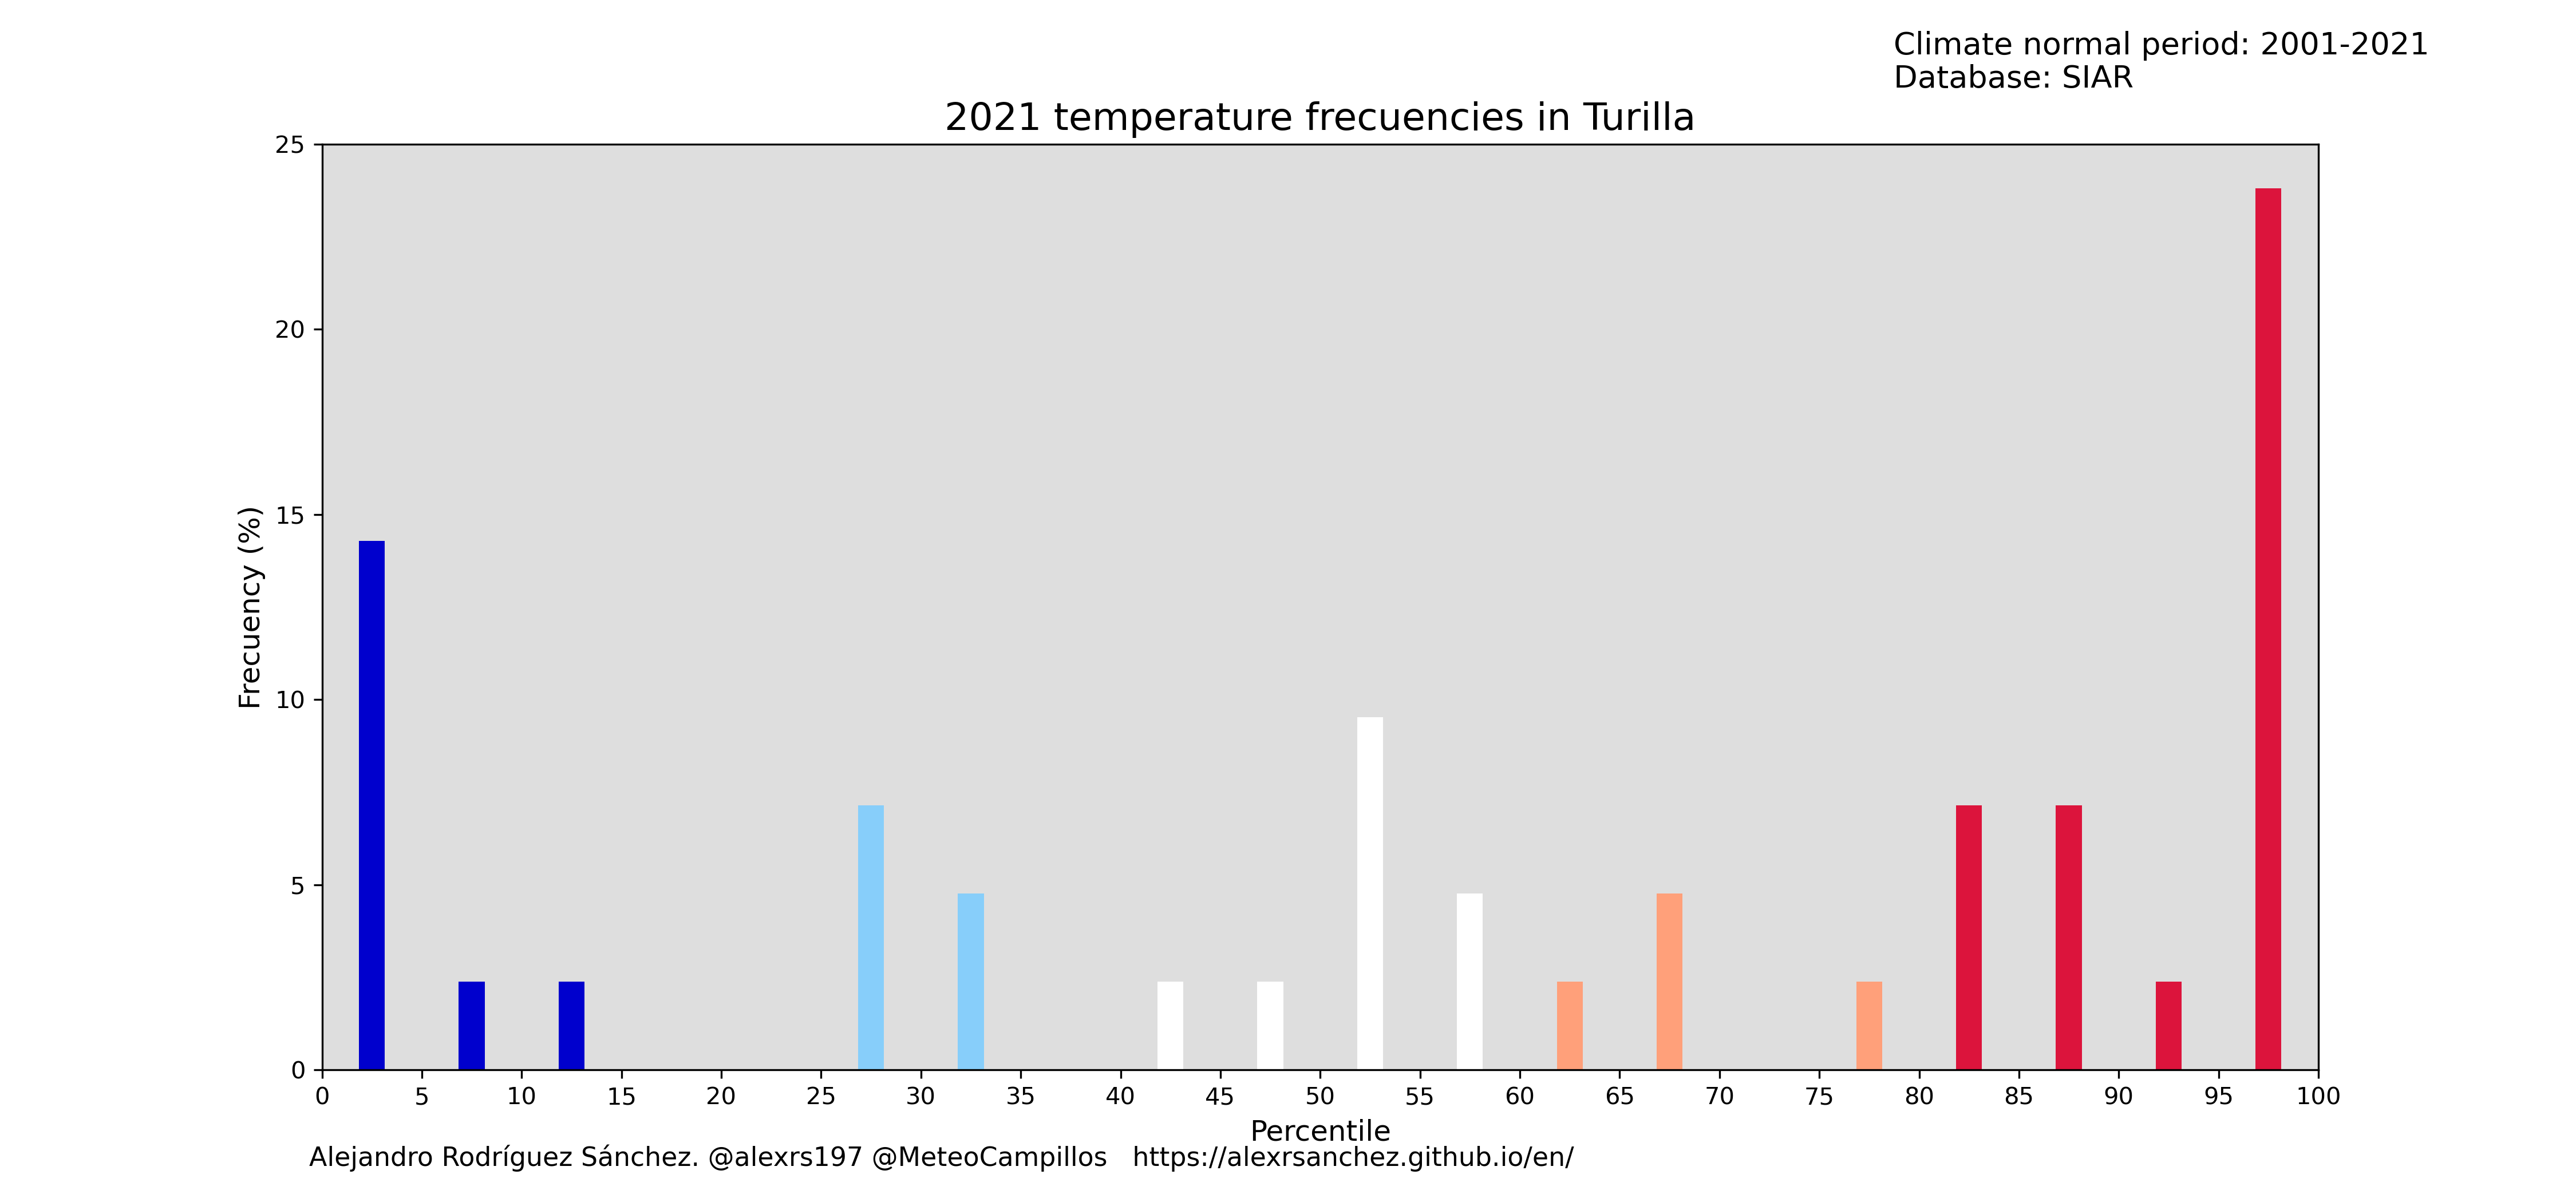 Climate normal period: 2001-2021
Database: SIAR
2021 temperature frecuencies in Turilla
25
20
15
10
5
0
Frecuency (%)
0 5 10 15 20 25 30 35 40 45 50 55 60 65 70 75 80 85 90 95 100
Percentile
Alejandro Rodríguez Sánchez. @alexrs197 @MeteoCampillos https://alexrsanchez.github.io/en/